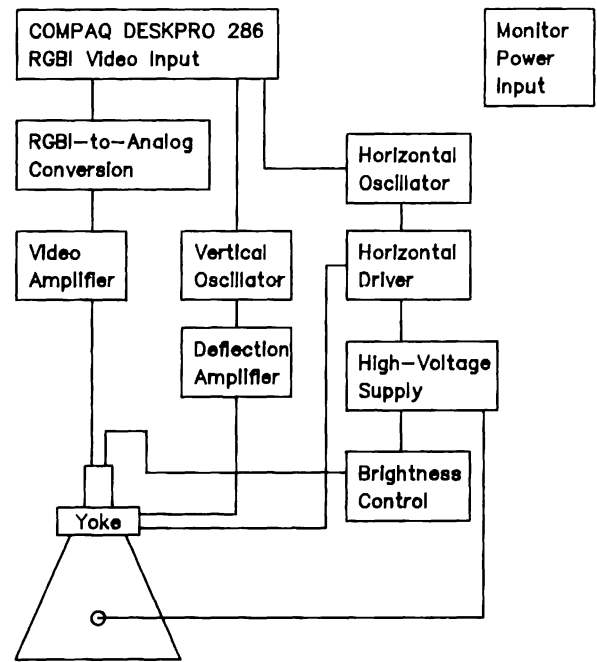 COMPAQ DESKPRO 286
RGBI Video Input
Monitor
Power
Input
RGBI-to-Analog
Conversion
Horizontal
Oscillator
Video
Amplifier
Vertical
Oscillator
Horizontal
Driver
Deflection
Amplifier
High-Voltage
Supply
Brightness
Control
Yoke